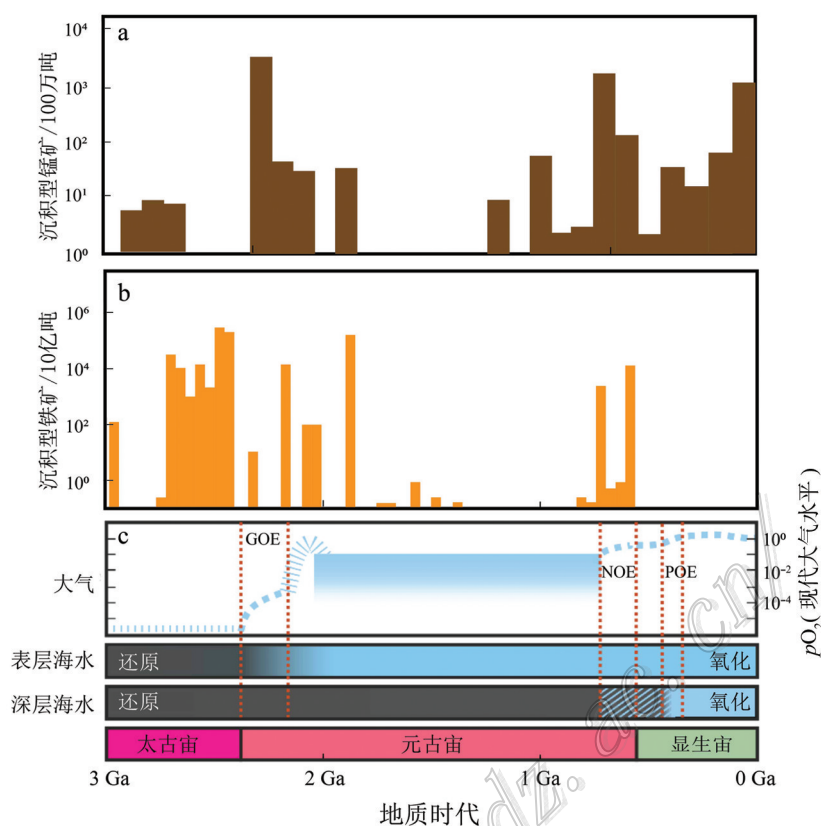 a
沉积型锰矿/100万吨
10⁴
10³
10²
10¹
10⁰
b
沉积型铁矿/10亿吨
10⁶
10⁴
10²
10⁰
c
GOE
NOE
POE
大气
10⁰
10⁻²
10⁻⁴
pO₂(现代大气水平)
表层海水
还原
氧化
深层海水
还原
氧化
太古宙
元古宙
显生宙
3 Ga
2 Ga
1 Ga
0 Ga
地质时代